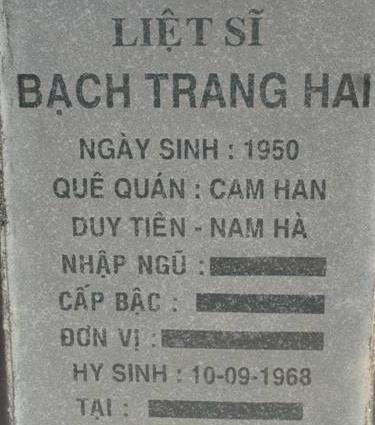 LIỆT SĨ
BẠCH TRANG HAI
NGÀY SINH : 1950
QUÊ QUÁN : CAM HAN
DUY TIÊN - NAM HÀ
NHẬP NGŨ :
CẤP BẬC :
ĐƠN VỊ :
HY SINH : 10-09-1968
TẠI :